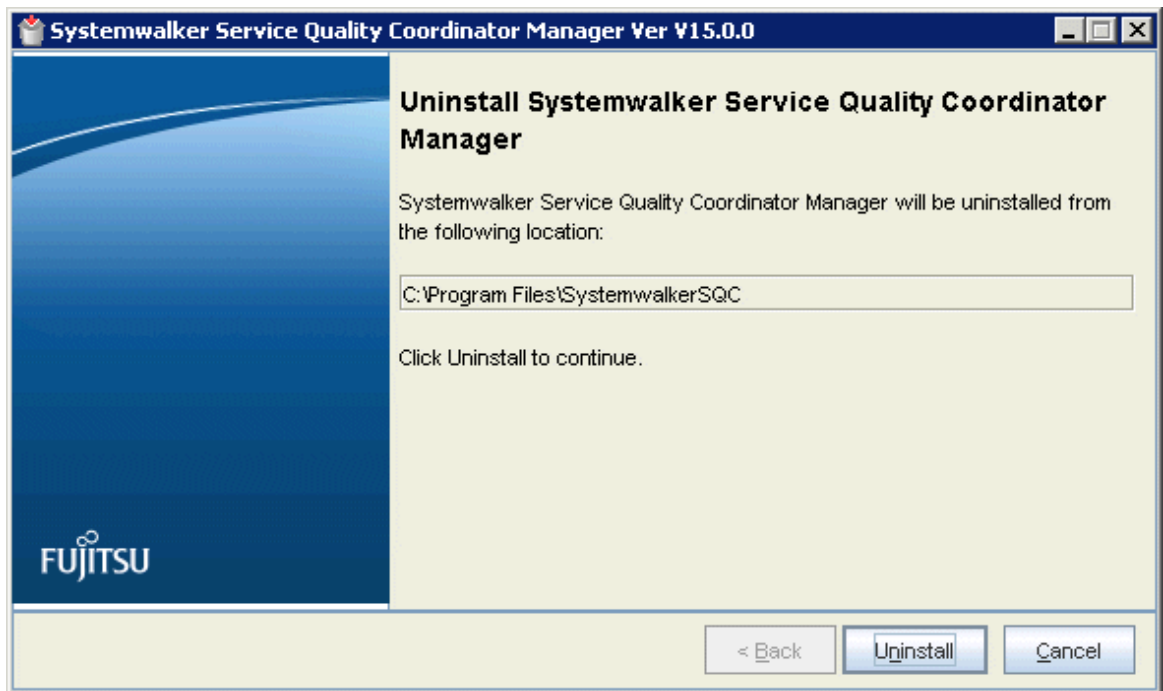 Systemwalker Service Quality Coordinator Manager Ver V15.0.0
Uninstall Systemwalker Service Quality Coordinator
Manager
Systemwalker Service Quality Coordinator Manager will be uninstalled from
the following location:
C:\Program Files\SystemwalkerSQC
Click Uninstall to continue.
FUJITSU
< Back
Uninstall
Cancel